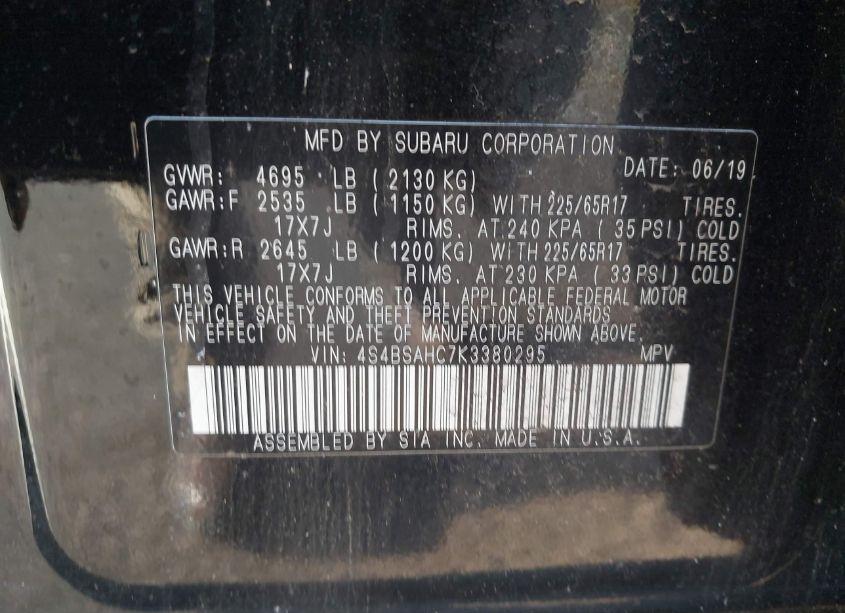 MFD BY SUBARU CORPORATION
DATE: 06/19
GVWR: 4695 LB ( 2130 KG)
GAWR:F 2535 LB ( 1150 KG) WITH 225/65R17 TIRES.
17X7J RIMS. AT 240 KPA ( 35 PSI) COLD
GAWR:R 2645 LB ( 1200 KG) WITH 225/65R17 TIRES.
17X7J RIMS. AT 230 KPA ( 33 PSI) COLD
THIS VEHICLE CONFORMS TO ALL APPLICABLE FEDERAL MOTOR
VEHICLE SAFETY AND THEFT PREVENTION STANDARDS
IN EFFECT ON THE DATE OF MANUFACTURE SHOWN ABOVE.
VIN: 4S4BSAHC7K3380295 MPV
ASSEMBLED BY SIA INC. MADE IN U.S.A.